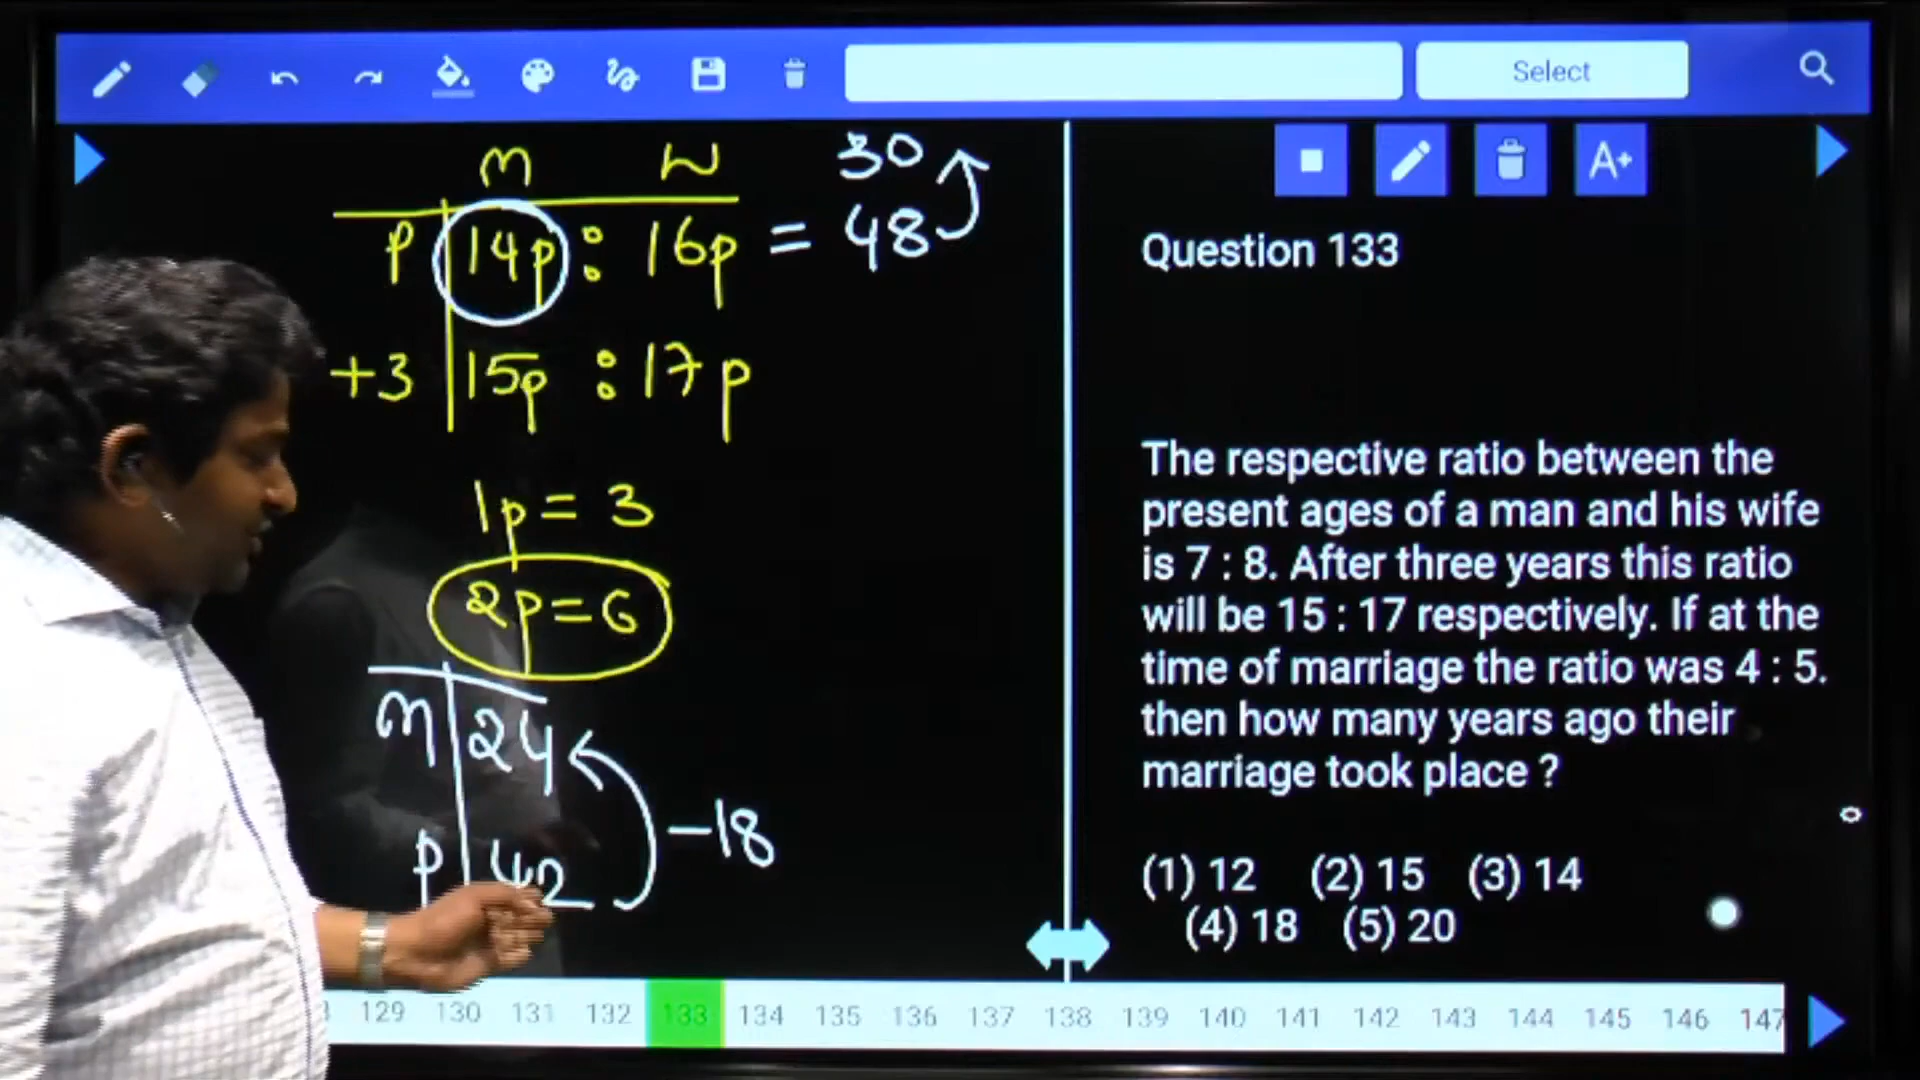 Select
m w 30
p 14p : 16p = 48
+3 15p : 17p
1p = 3
2p = 6
m 24
-18
p 42
A+
Question 133
The respective ratio between the
present ages of a man and his wife
is 7 : 8. After three years this ratio
will be 15 : 17 respectively. If at the
time of marriage the ratio was 4 : 5.
then how many years ago their
marriage took place ?
(1) 12 (2) 15 (3) 14
(4) 18 (5) 20
129 130 131 132 133 134 135 136 137 138 139 140 141 142 143 144 145 146 147